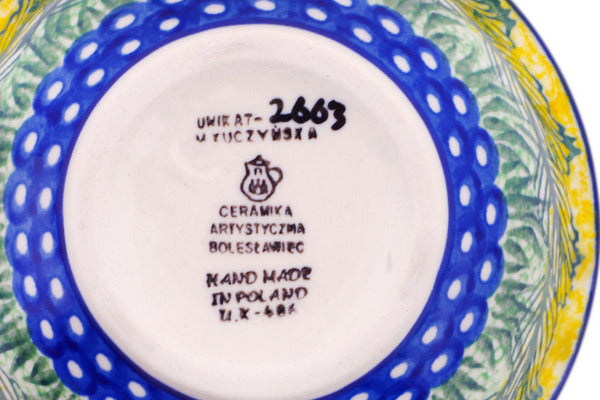 UNIKAT- 2663
M KUCZYŃSKA
CERAMIKA
ARTYSTYCZNA
BOLESŁAWIEC
HAND MADE
IN POLAND